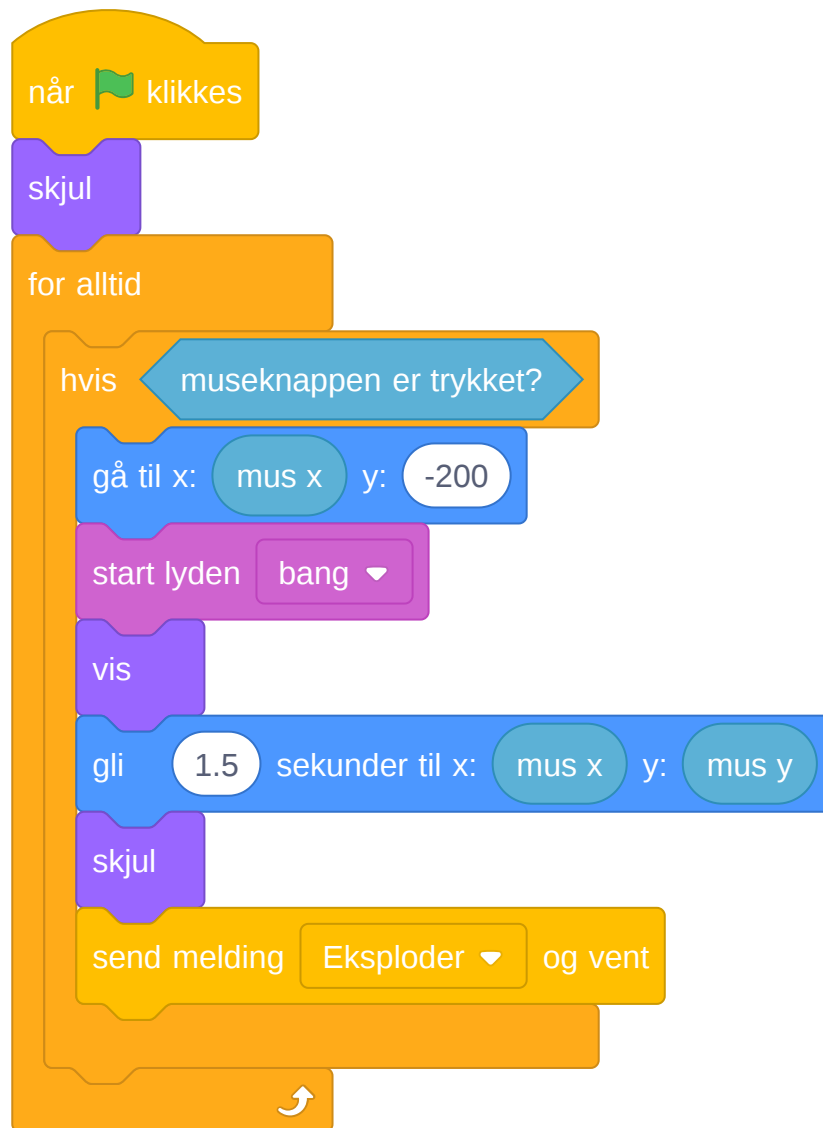 når klikkes
skjul
for alltid
hvis museknappen er trykket?
gå til x: mus x y: -200
start lyden bang
vis
gli 1.5 sekunder til x: mus x y: mus y
skjul
send melding Eksploder og vent